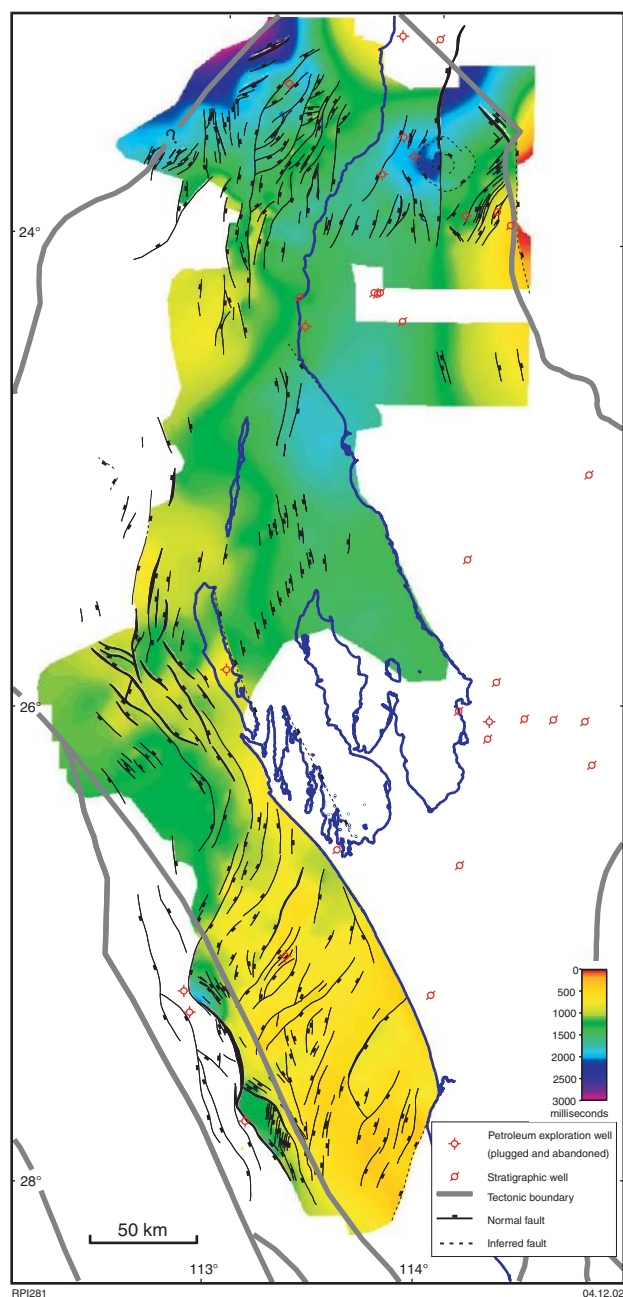 ?
24°
26°
28°
0
500
1000
1500
2000
2500
3000
milliseconds
Petroleum exploration well
(plugged and abandoned)
Stratigraphic well
Tectonic boundary
Normal fault
Inferred fault
50 km
113°
114°
RPI281
04.12.02